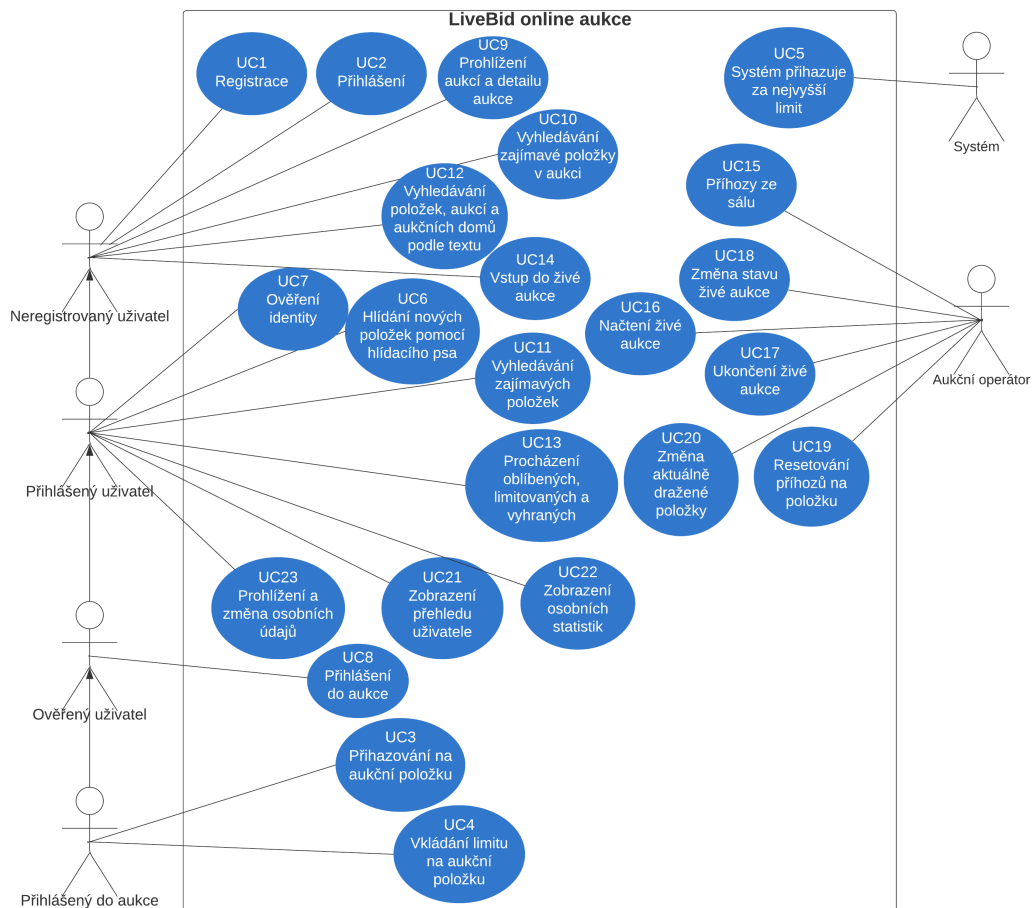 LiveBid online aukce
UC1
Registrace
UC2
Přihlášení
UC9
Prohlížení
aukcí a detailu
aukce
UC5
Systém přihazuje
za nejvyšší
limit
Systém
UC10
Vyhledávání
zajímavé položky
v aukci
UC12
Vyhledávání
položek, aukcí a
aukčních domů
podle textu
UC15
Příhozy ze
sálu
UC14
Vstup do živé
aukce
UC18
Změna stavu
živé aukce
Neregistrovaný uživatel
UC7
Ověření
identity
UC6
Hlídání nových
položek pomocí
hlídacího psa
UC16
Načtení živé
aukce
UC11
Vyhledávání
zajímavých
položek
UC17
Ukončení živé
aukce
Aukční operátor
UC13
Procházení
oblíbených,
limitovaných a
vyhraných
UC20
Změna
aktuálně
dražené
položky
UC19
Resetování
příhozů na
položku
Přihlášený uživatel
UC23
Prohlížení a
změna osobních
údajů
UC21
Zobrazení
přehledu
uživatele
UC22
Zobrazení
osobních
statistik
UC8
Přihlášení
do aukce
Ověřený uživatel
UC3
Přihazování na
aukční položku
UC4
Vkládání limitu
na aukční
položku
Přihlášený do aukce